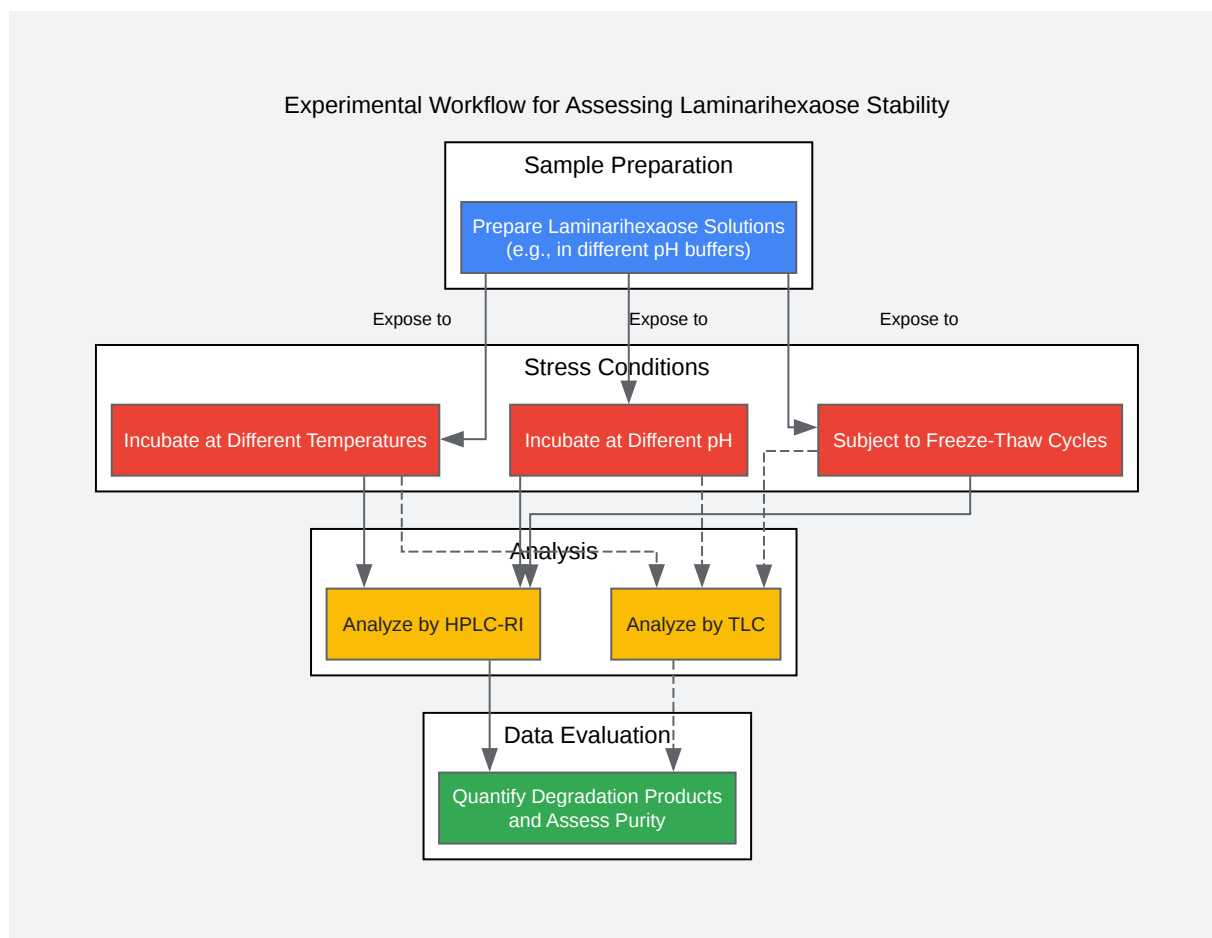 Experimental Workflow for Assessing Laminarihexaose Stability
Sample Preparation
Prepare Laminarihexaose Solutions
(e.g., in different pH buffers)
Expose to
Expose to
Expose to
Stress Conditions
Incubate at Different Temperatures
Incubate at Different pH
Subject to Freeze-Thaw Cycles
Analysis
Analyze by HPLC-RI
Analyze by TLC
Data Evaluation
Quantify Degradation Products
and Assess Purity